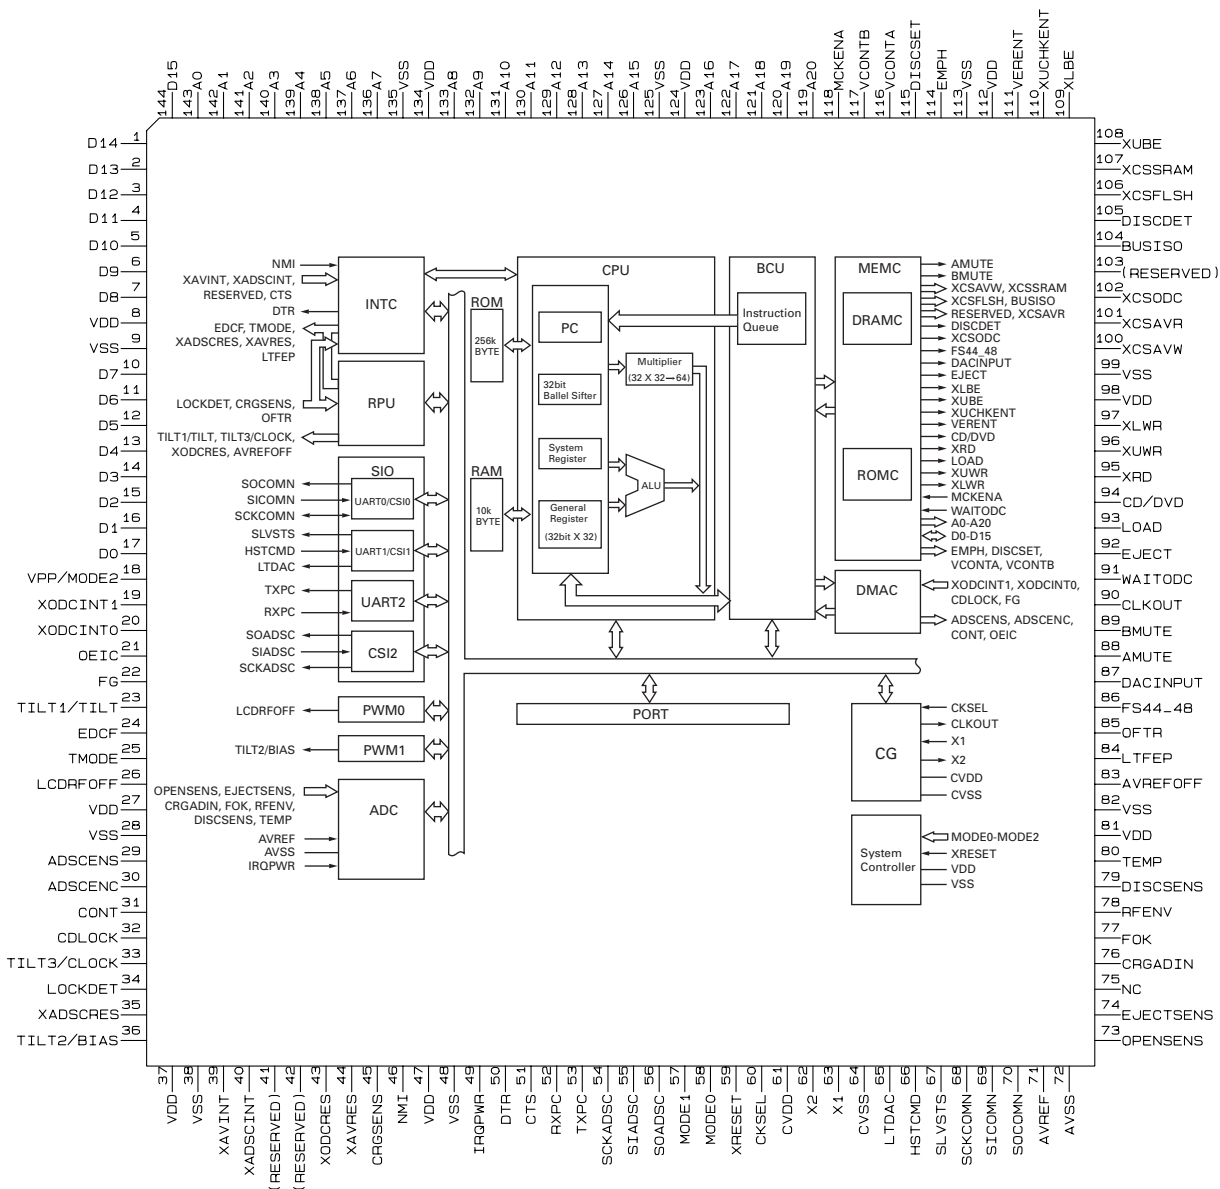 144 143 142 141 140 139 138 137 136 135 134 133 132 131 130 129 128 127 126 125 124 123 122 121 120 119 118 117 116 115 114 113 112 111 110 109
D15 A0 A1 A2 A3 A4 A5 A6 A7 VSS VDD A8 A9 A10 A11 A12 A13 A14 A15 VSS VDD A16 A17 A18 A19 A20 MCKENA VCONTB VCONTA DISCSET EMPH VSS VDD VERENT XUCHKENT XLBE
D14 1
D13 2
D12 3
D11 4
D10 5
D9 6
D8 7
VDD 8
VSS 9
D7 10
D6 11
D5 12
D4 13
D3 14
D2 15
D1 16
D0 17
VPP/MODE2 18
XODCINT1 19
XODCINT0 20
OEIC 21
FG 22
TILT1/TILT 23
EDCF 24
TMODE 25
LCDRFOFF 26
VDD 27
VSS 28
ADSCENS 29
ADSCENC 30
CONT 31
CDLOCK 32
TILT3/CLOCK 33
LOCKDET 34
XADSCRES 35
TILT2/BIAS 36
NMI
XAVINT, XADSCINT,
RESERVED, CTS
DTR
EDCF, TMODE,
XADSCRES, XAVRES,
LTFEP
LOCKDET, CRGSENS,
OFTR
TILT1/TILT, TILT3/CLOCK,
XODCRES, AVREFOFF
INTC
RPU
SIO
SOCOMN
SICOMN
SCKCOMN
UART0/CSI0
SLVSTS
HSTCMD
LTDAC
UART1/CSI1
TXPC
RXPC
UART2
SOADSC
SIADSC
SCKADSC
CSI2
LCDRFOFF
PWM0
TILT2/BIAS
PWM1
OPENSENS, EJECTSENS,
CRGADIN, FOK, RFENV,
DISCSENS, TEMP
AVREF
AVSS
IRQPWR
ADC
ROM
256k
BYTE
RAM
10k
BYTE
CPU
PC
32bit
Ballel Sifter
System
Register
General
Register
(32bit X 32)
Multiplier
(32 X 32→64)
ALU
BCU
Instruction
Queue
PORT
MEMC
DRAMC
ROMC
AMUTE
BMUTE
XCSAVW, XCSSRAM
XCSFLSH, BUSISO
RESERVED, XCSAVR
DISCDET
XCSODC
FS44_48
DACINPUT
EJECT
XLBE
XUBE
XUCHKENT
VERENT
CD/DVD
XRD
LOAD
XUWR
XLWR
MCKENA
WAITODC
A0-A20
D0-D15
EMPH, DISCSET,
VCONTA, VCONTB
DMAC
XODCINT1, XODCINT0,
CDLOCK, FG
ADSCENS, ADSCENC,
CONT, OEIC
CG
CKSEL
CLKOUT
X1
X2
CVDD
CVSS
System
Controller
MODE0-MODE2
XRESET
VDD
VSS
108 XUBE
107 XCSSRAM
106 XCSFLSH
105 DISCDET
104 BUSISO
103 (RESERVED)
102 XCSODC
101 XCSAVR
100 XCSAVW
99 VSS
98 VDD
97 XLWR
96 XUWR
95 XRD
94 CD/DVD
93 LOAD
92 EJECT
91 WAITODC
90 CLKOUT
89 BMUTE
88 AMUTE
87 DACINPUT
86 FS44_48
85 OFTR
84 LTFEP
83 AVREFOFF
82 VSS
81 VDD
80 TEMP
79 DISCSENS
78 RFENV
77 FOK
76 CRGADIN
75 NC
74 EJECTSENS
73 OPENSENS
37 38 39 40 41 42 43 44 45 46 47 48 49 50 51 52 53 54 55 56 57 58 59 60 61 62 63 64 65 66 67 68 69 70 71 72
VDD VSS XAVINT XADSCINT (RESERVED) (RESERVED) XODCRES XAVRES CRGSENS NMI VDD VSS IRQPWR DTR CTS RXPC TXPC SCKADSC SIADSC SOADSC MODE1 MODE0 XRESET CKSEL CVDD X2 X1 CVSS LTDAC HSTCMD SLVSTS SCKCOMN SICOMN SOCOMN AVREF AVSS